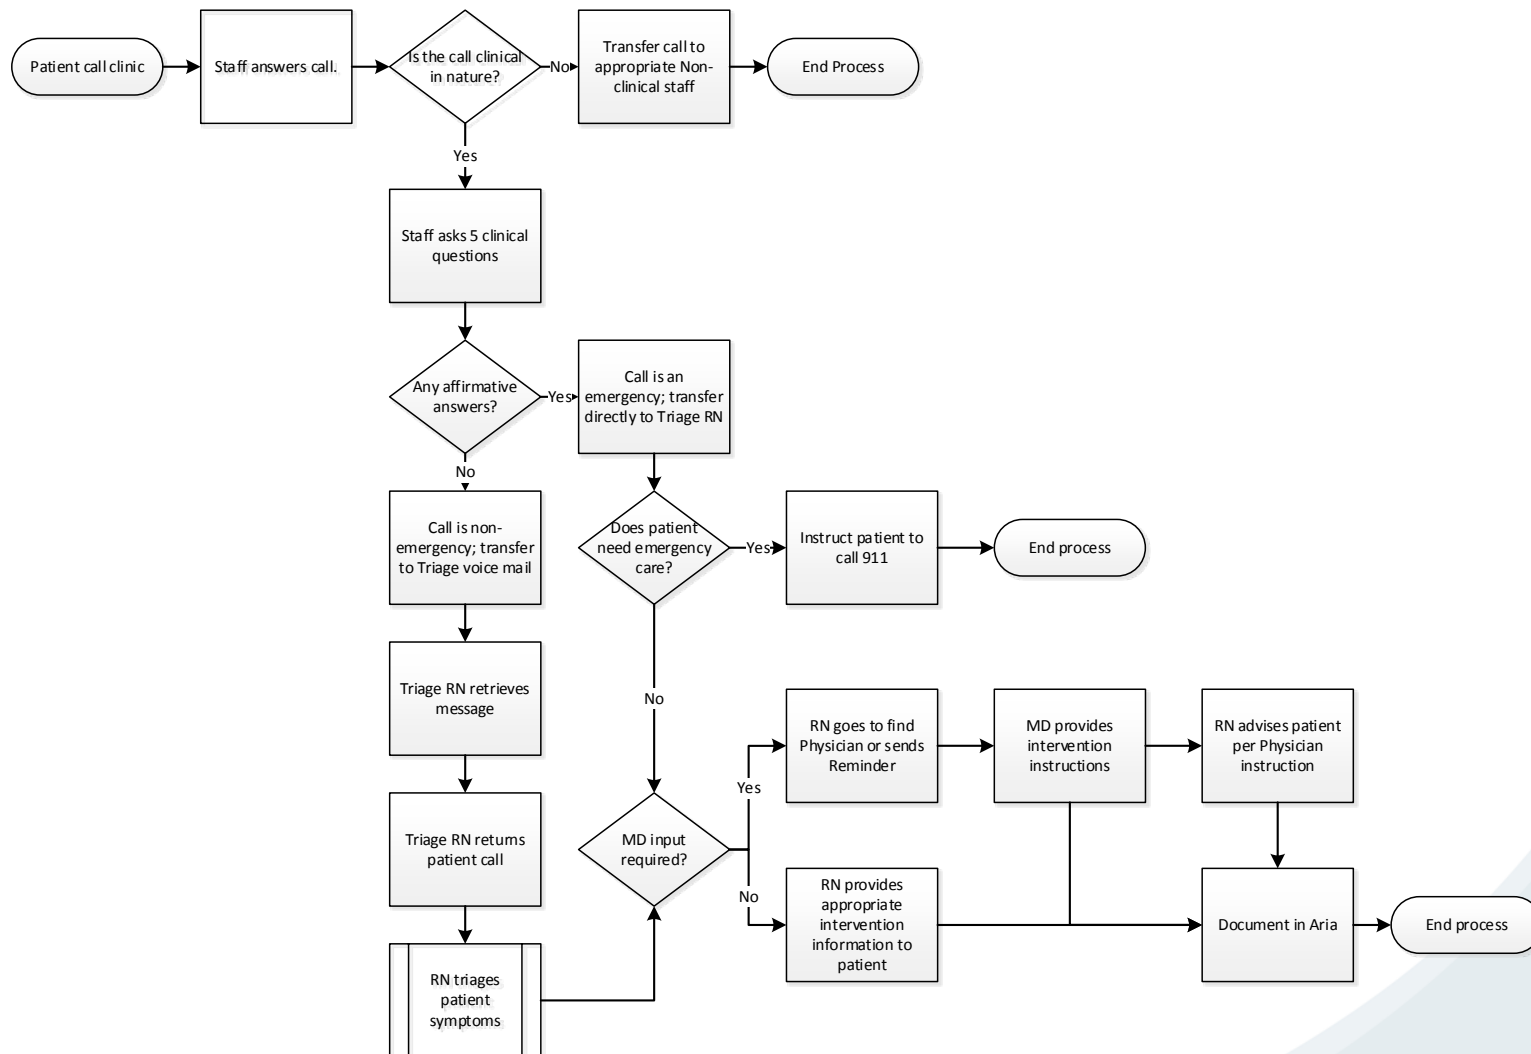 Patient call clinic
Staff answers call.
Is the call clinical
in nature?
No
Transfer call to
appropriate Non-
clinical staff
End Process
Yes
Staff asks 5 clinical
questions
Any affirmative
answers?
Yes
Call is an
emergency; transfer
directly to Triage RN
No
Call is non-
emergency; transfer
to Triage voice mail
Does patient
need emergency
care?
Yes
Instruct patient to
call 911
End process
Triage RN retrieves
message
No
RN goes to find
Physician or sends
Reminder
MD provides
intervention
instructions
RN advises patient
per Physician
instruction
Yes
Triage RN returns
patient call
MD input
required?
No
RN provides
appropriate
intervention
information to
patient
Document in Aria
End process
RN triages
patient
symptoms